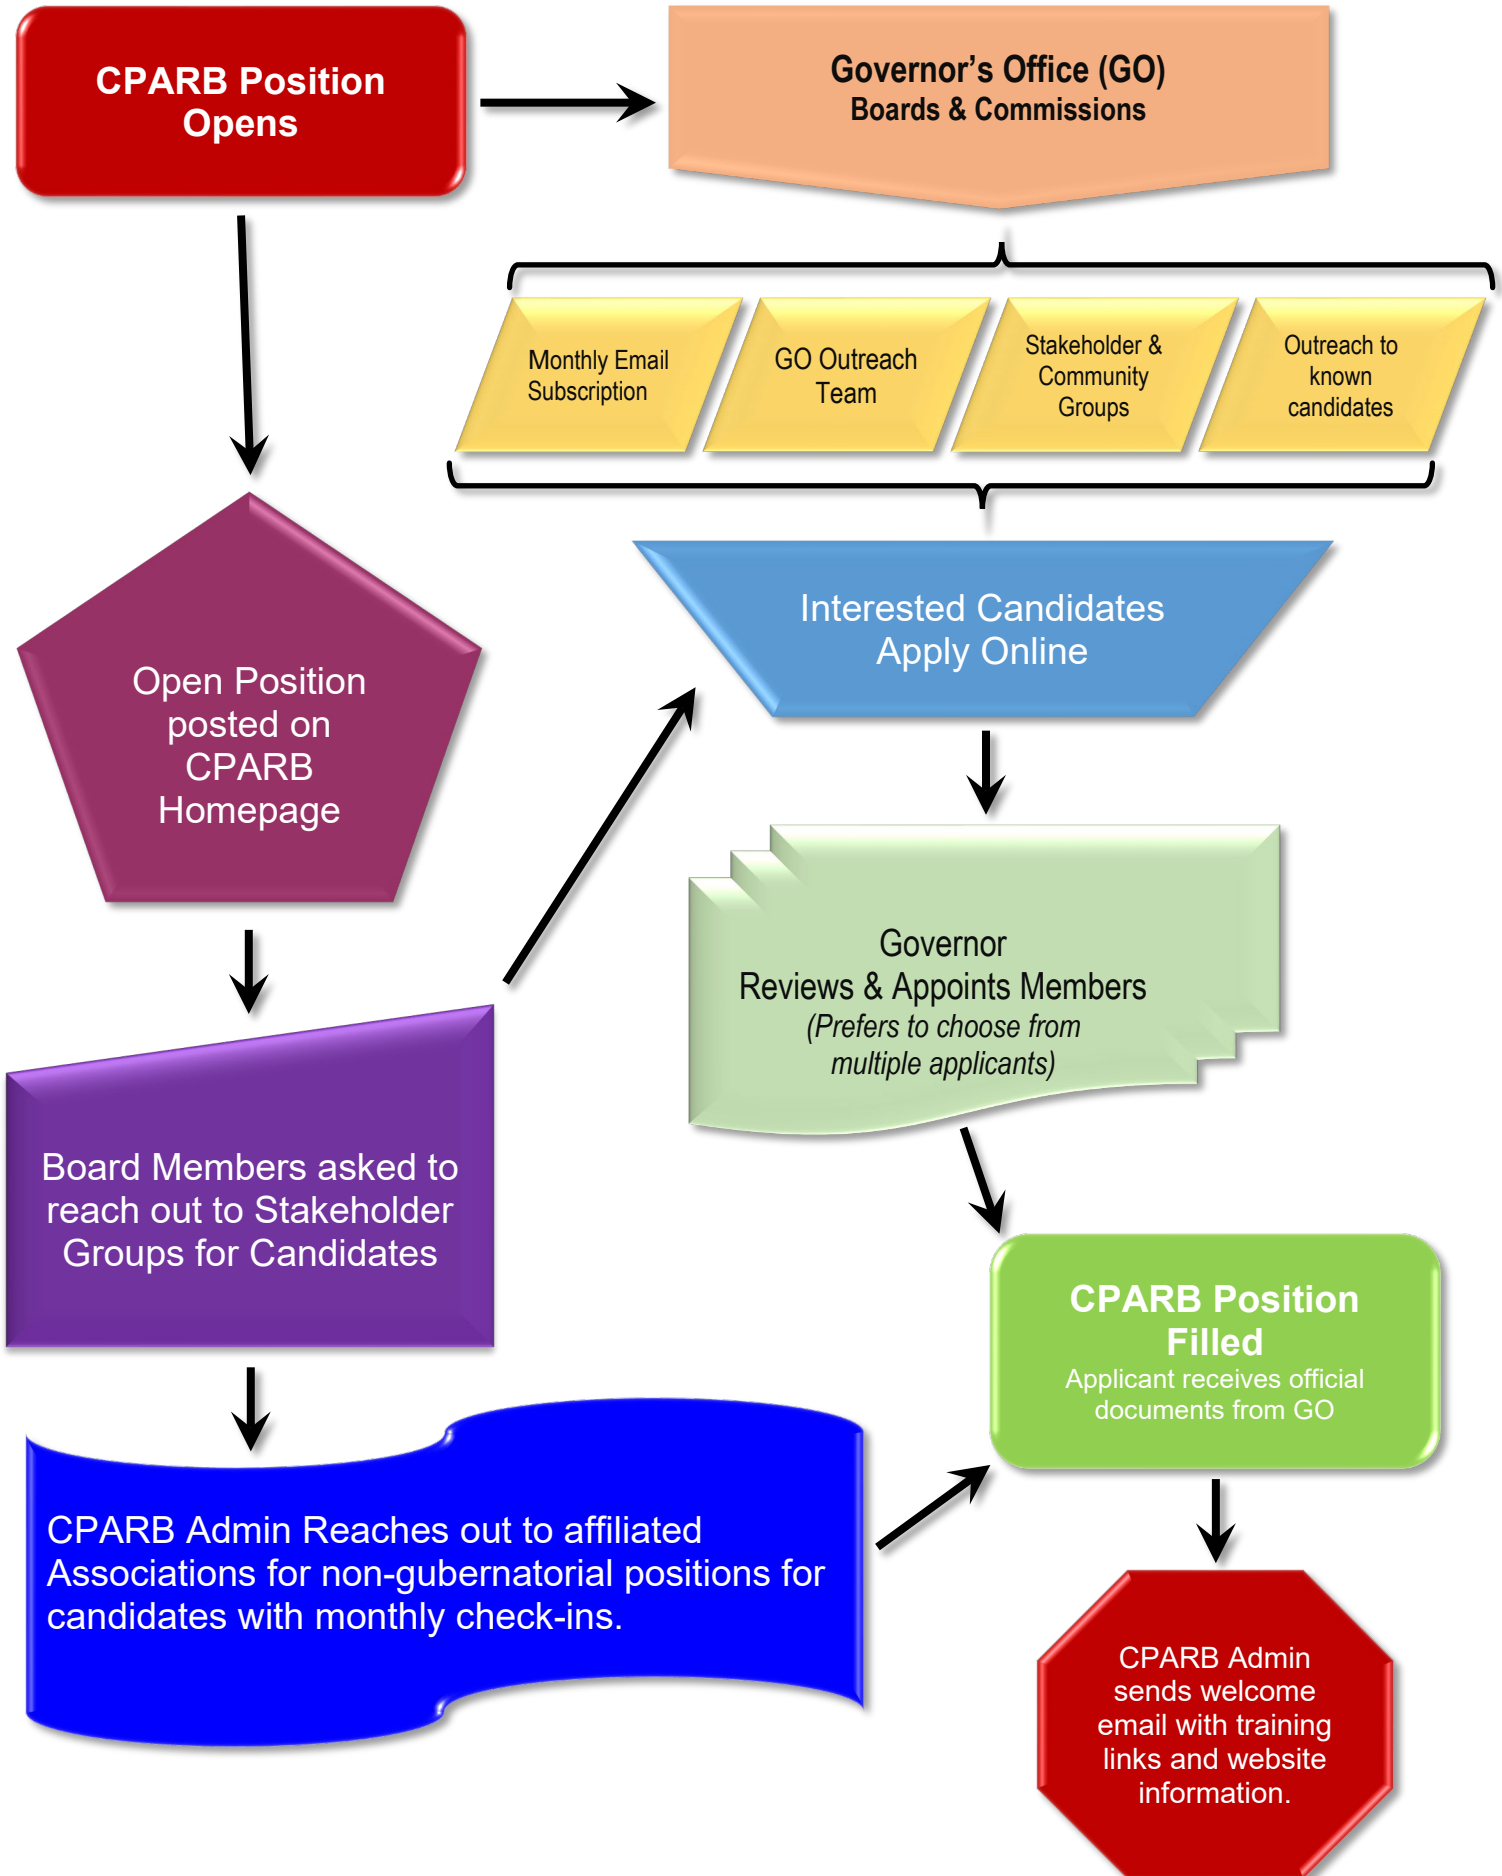 CPARB Position
Opens
Governor’s Office (GO)
Boards & Commissions
Monthly Email
Subscription
GO Outreach
Team
Stakeholder &
Community
Groups
Outreach to
known
candidates
Interested Candidates
Apply Online
Open Position
posted on
CPARB
Homepage
Governor
Reviews & Appoints Members
(Prefers to choose from
multiple applicants)
Board Members asked to
reach out to Stakeholder
Groups for Candidates
CPARB Position
Filled
Applicant receives official
documents from GO
CPARB Admin Reaches out to affiliated
Associations for non-gubernatorial positions for
candidates with monthly check-ins.
CPARB Admin
sends welcome
email with training
links and website
information.